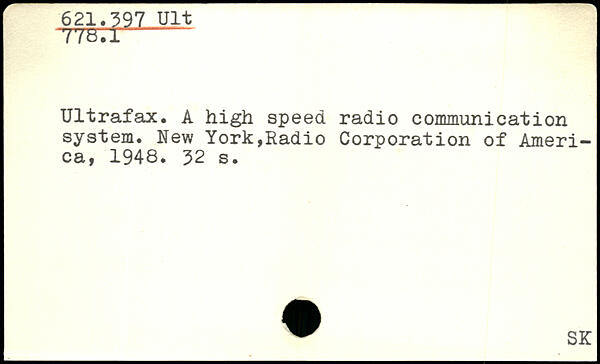 621.397 Ult
778.1
Ultrafax. A high speed radio communication
system. New York,Radio Corporation of Ameri-
ca, 1948. 32 s.
SK